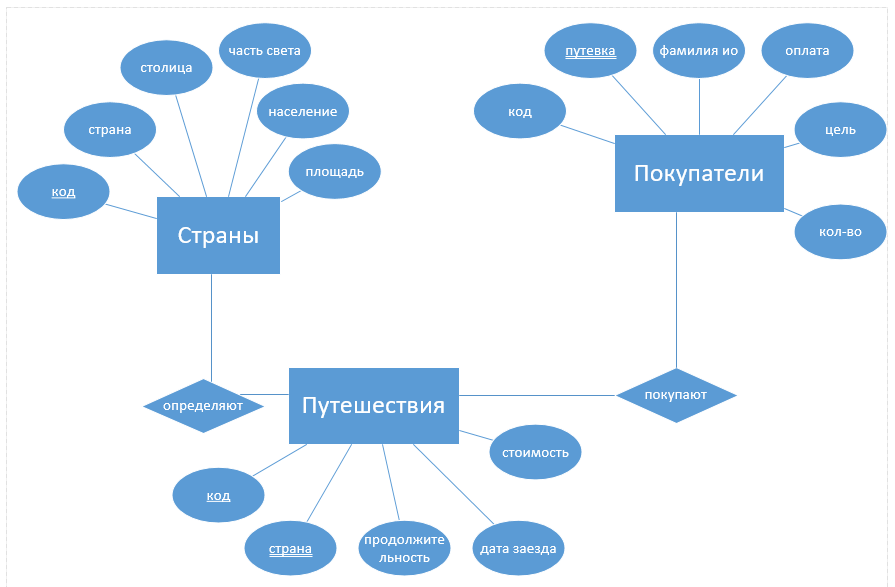 часть света
столица
население
страна
площадь
код
Страны
путевка
фамилия ио
оплата
код
цель
Покупатели
кол-во
определяют
Путешествия
покупают
стоимость
код
страна
продолжите
льность
дата заезда